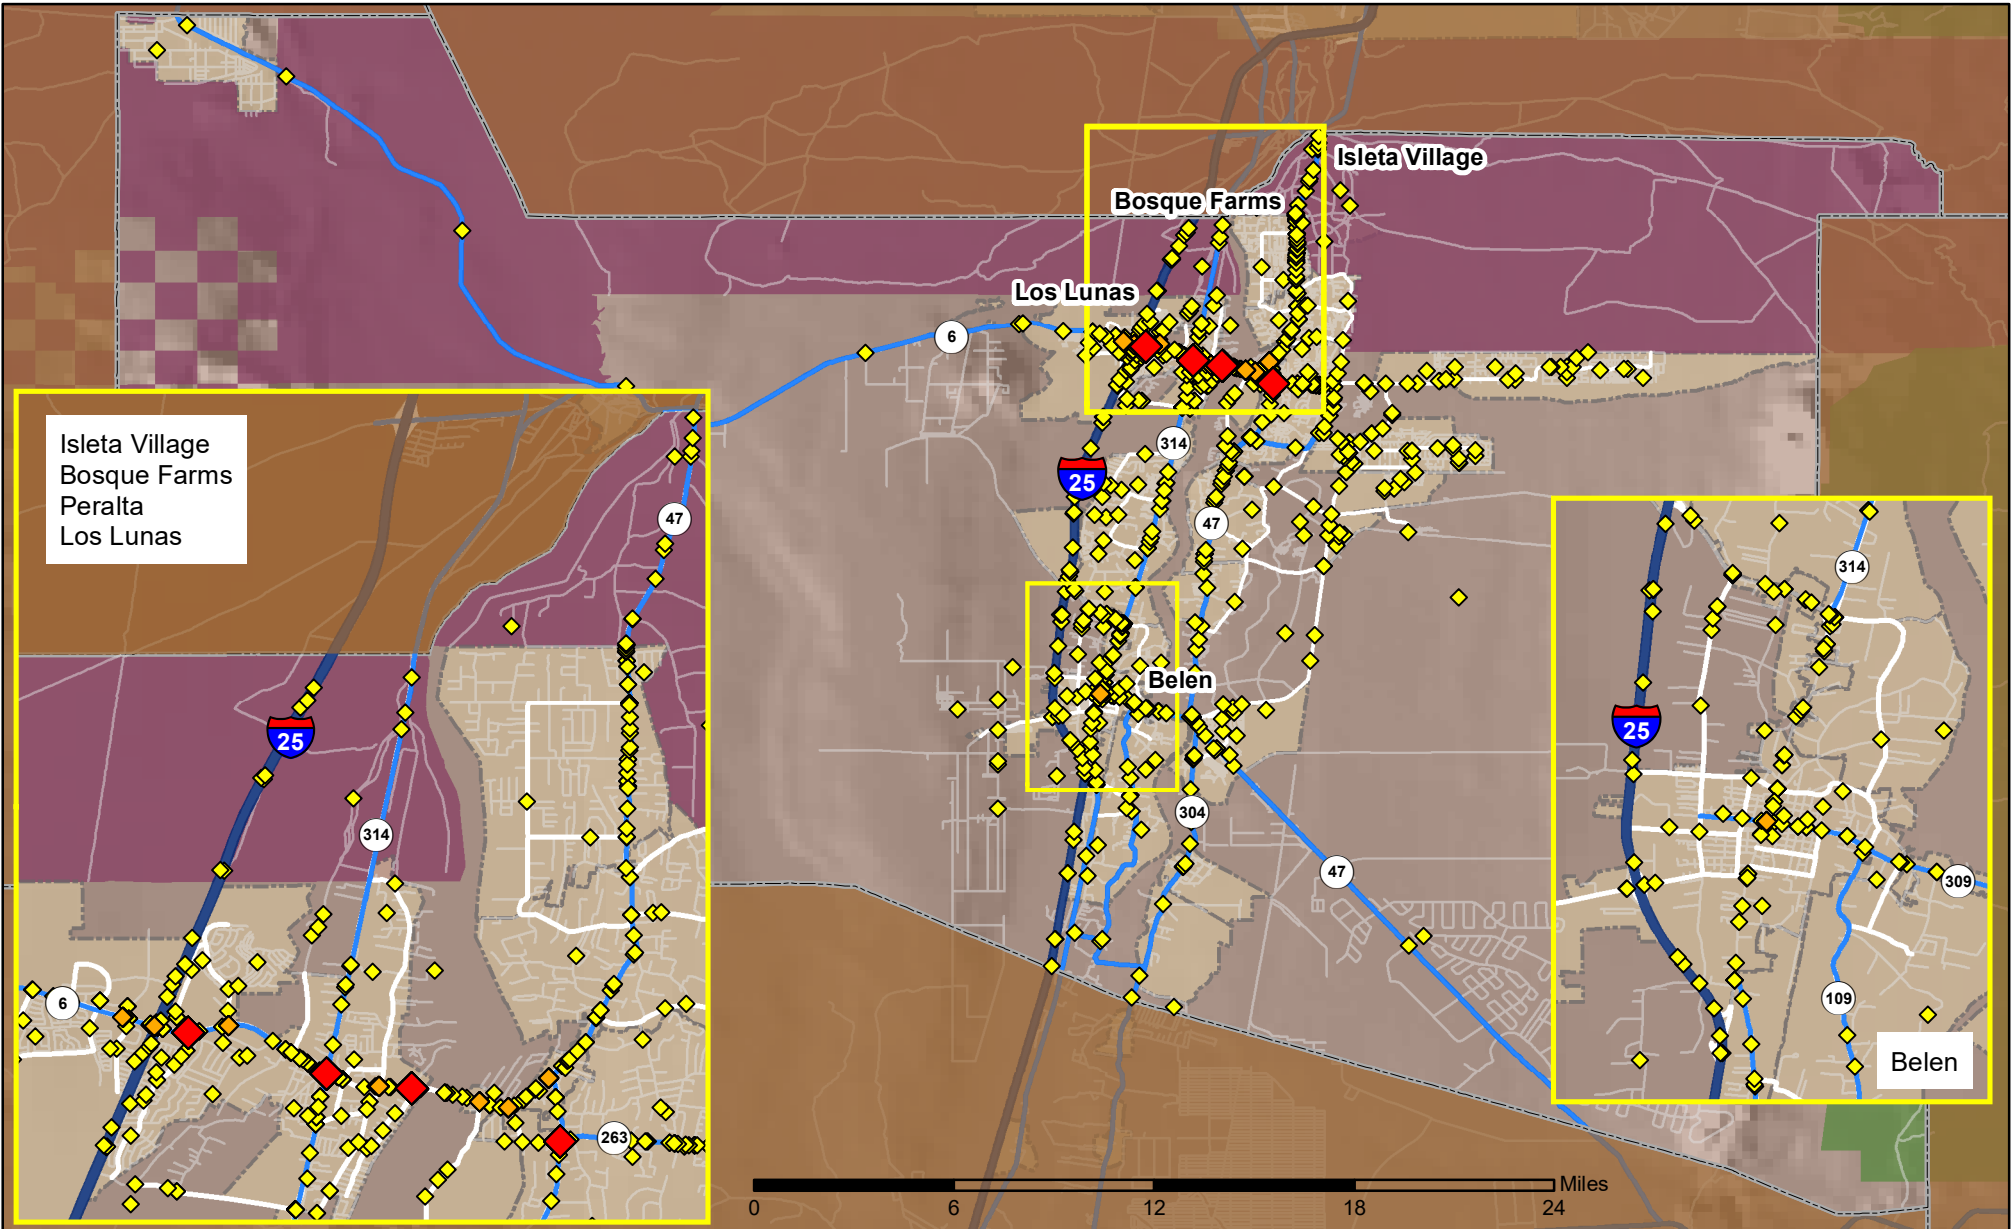 Isleta Village
Bosque Farms
Los Lunas
6
314
25
47
Belen
304
47
Isleta Village
Bosque Farms
Peralta
Los Lunas
47
25
314
6
263
314
25
309
109
Belen
0 6 12 18 24 Miles